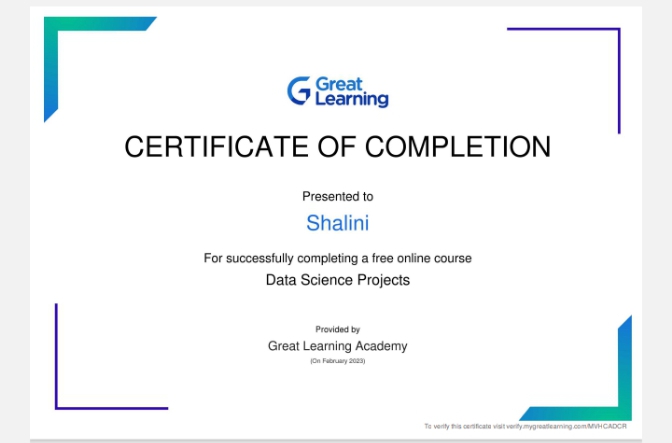 Great
Learning
CERTIFICATE OF COMPLETION
Presented to
Shalini
For successfully completing a free online course
Data Science Projects
Provided by
Great Learning Academy
(On February 2023)
To verify this certificate visit verify.mygreatlearning.com/MVHCADCR